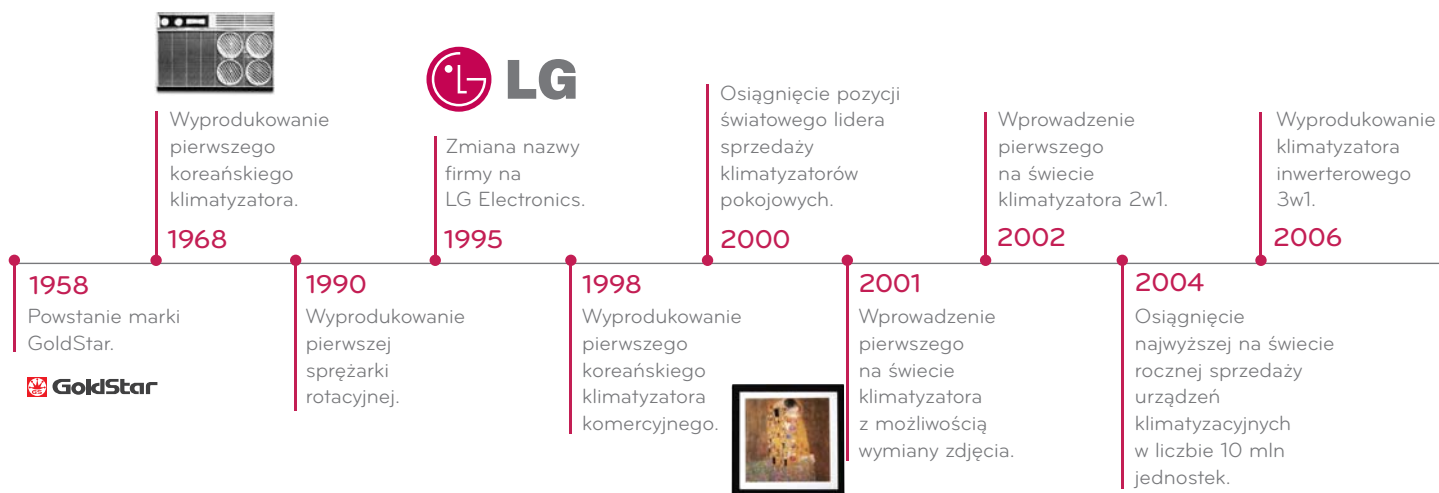 1958
Powstanie marki
GoldStar.
GS GoldStar
Wyprodukowanie
pierwszego
koreańskiego
klimatyzatora.
1968
1990
Wyprodukowanie
pierwszej
sprężarki
rotacyjnej.
LG
Zmiana nazwy
firmy na
LG Electronics.
1995
1998
Wyprodukowanie
pierwszego
koreańskiego
klimatyzatora
komercyjnego.
Osiągnięcie pozycji
światowego lidera
sprzedaży
klimatyzatorów
pokojowych.
2000
2001
Wprowadzenie
pierwszego
na świecie
klimatyzatora
z możliwością
wymiany zdjęcia.
Wprowadzenie
pierwszego
na świecie
klimatyzatora 2w1.
2002
2004
Osiągnięcie
najwyższej na świecie
rocznej sprzedaży
urządzeń
klimatyzacyjnych
w liczbie 10 mln
jednostek.
Wyprodukowanie
klimatyzatora
inwerterowego
3w1.
2006